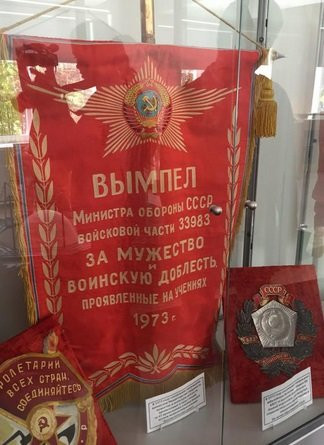 ВЫМПЕЛ
МИНИСТРА ОБОРОНЫ СССР
ВОЙСКОВОЙ ЧАСТИ 33983
ЗА МУЖЕСТВО
И
ВОИНСКУЮ ДОБЛЕСТЬ,
ПРОЯВЛЕННЫЕ НА УЧЕНИЯХ
1973 г.
ПРОЛЕТАРИИ
ВСЕХ СТРАН,
СОЕДИНЯЙТЕСЬ
СССР